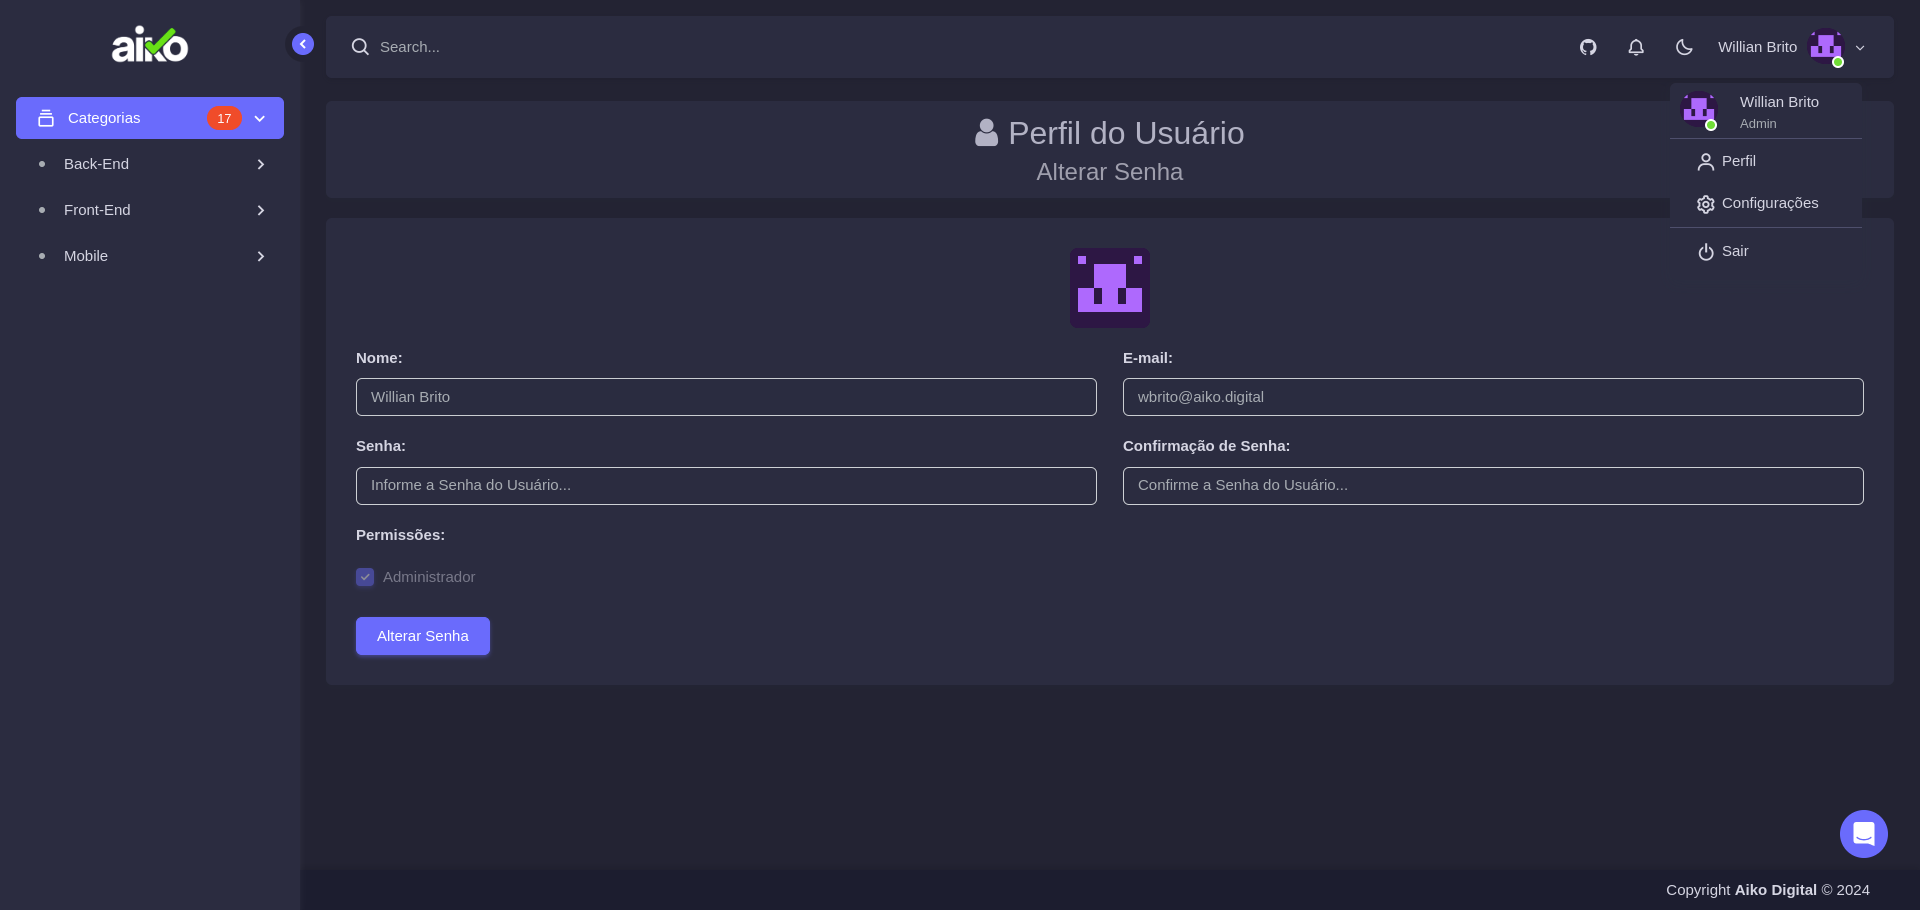 aiko
Categorias 17
Back-End
Front-End
Mobile
Search...
Willian Brito
Willian Brito
Admin
Perfil
Configurações
Sair
Perfil do Usuário
Alterar Senha
Nome:
Willian Brito
E-mail:
wbrito@aiko.digital
Senha:
Informe a Senha do Usuário...
Confirmação de Senha:
Confirme a Senha do Usuário...
Permissões:
Administrador
Alterar Senha
Copyright Aiko Digital © 2024